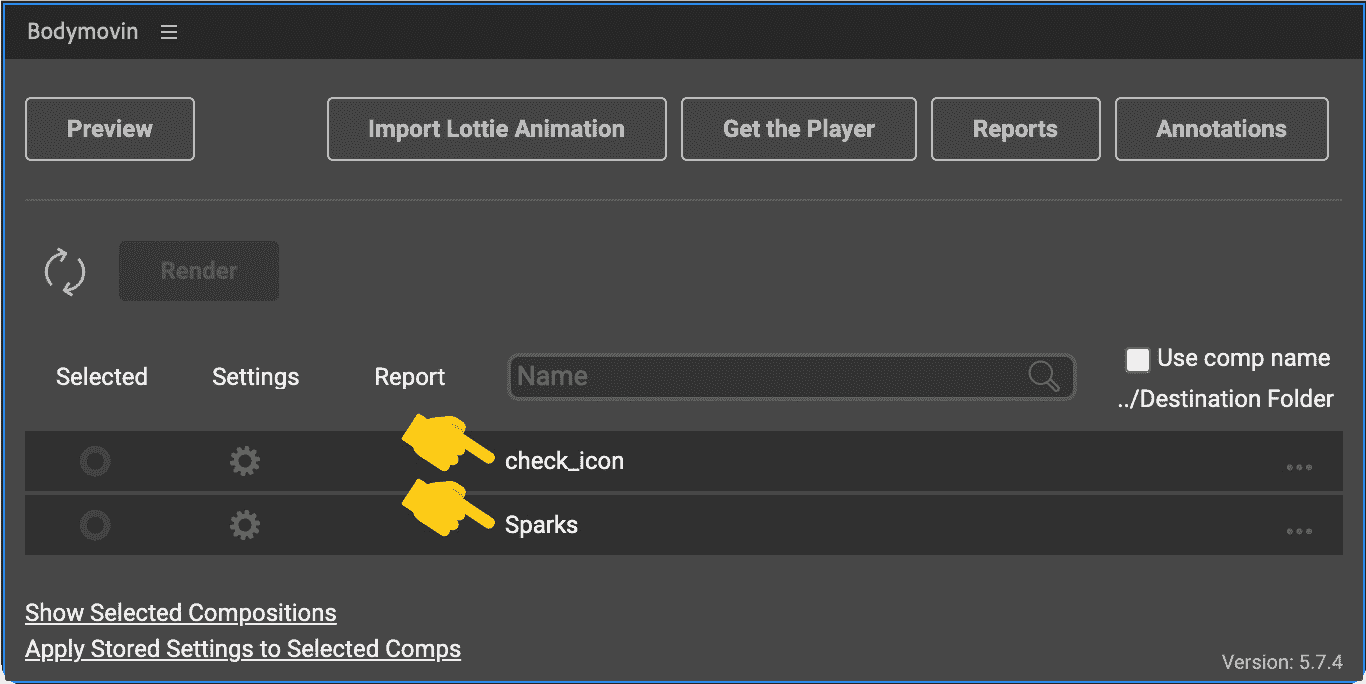 Bodymovin
Preview
Import Lottie Animation
Get the Player
Reports
Annotations
Render
Selected
Settings
Report
Name
Use comp name
../Destination Folder
check_icon
...
Sparks
...
Show Selected Compositions
Apply Stored Settings to Selected Comps
Version: 5.7.4